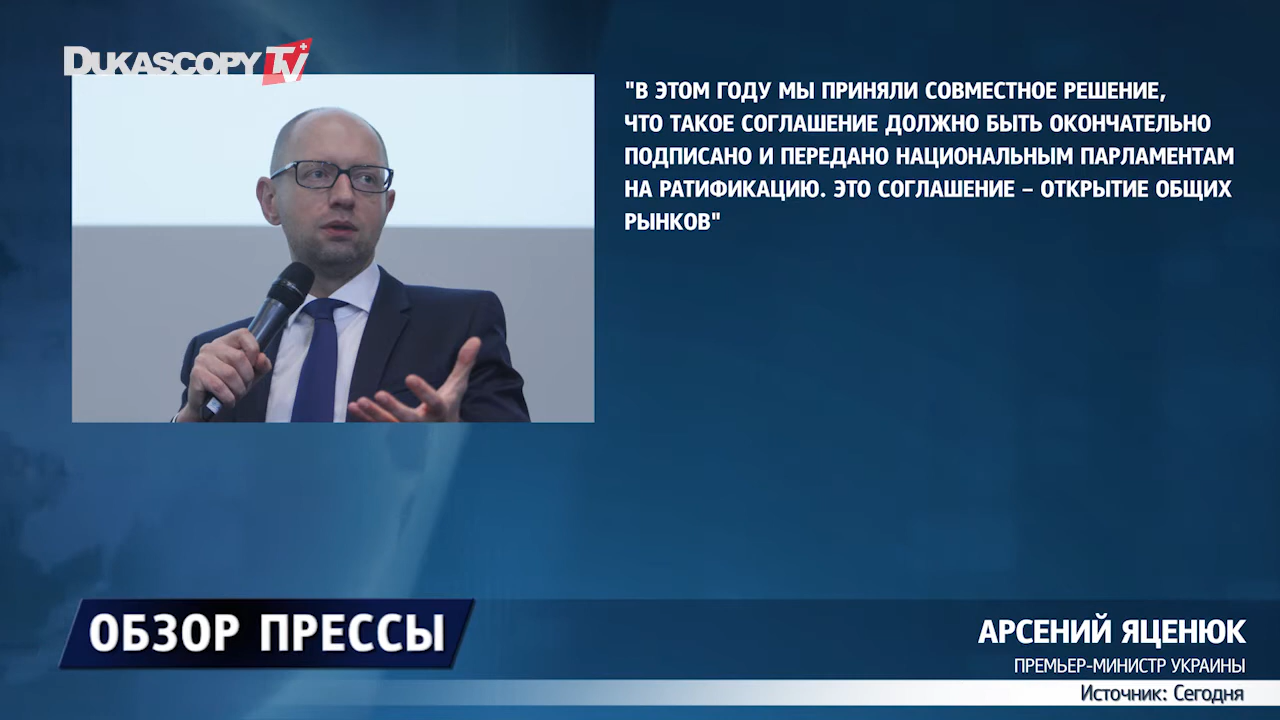 DUKASCOPY TV
"В ЭТОМ ГОДУ МЫ ПРИНЯЛИ СОВМЕСТНОЕ РЕШЕНИЕ,
ЧТО ТАКОЕ СОГЛАШЕНИЕ ДОЛЖНО БЫТЬ ОКОНЧАТЕЛЬНО
ПОДПИСАНО И ПЕРЕДАНО НАЦИОНАЛЬНЫМ ПАРЛАМЕНТАМ
НА РАТИФИКАЦИЮ. ЭТО СОГЛАШЕНИЕ – ОТКРЫТИЕ ОБЩИХ
РЫНКОВ"
ОБЗОР ПРЕССЫ
АРСЕНИЙ ЯЦЕНЮК
ПРЕМЬЕР-МИНИСТР УКРАИНЫ
Источник: Сегодня